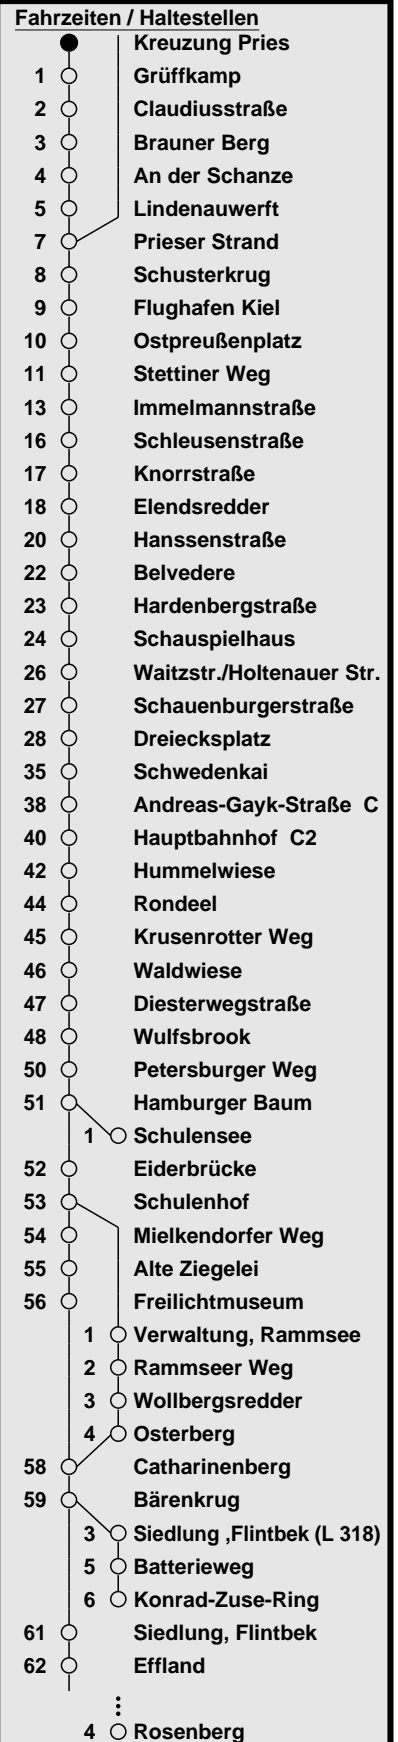 Fahrzeiten / Haltestellen
Kreuzung Pries
1 Grüffkamp
2 Claudiusstraße
3 Brauner Berg
4 An der Schanze
5 Lindenauwerft
7 Prieser Strand
8 Schusterkrug
9 Flughafen Kiel
10 Ostpreußenplatz
11 Stettiner Weg
13 Immelmannstraße
16 Schleusenstraße
17 Knorrstraße
18 Elendsredder
20 Hanssenstraße
22 Belvedere
23 Hardenbergstraße
24 Schauspielhaus
26 Waitzstr./Holtenauer Str.
27 Schauenburgerstraße
28 Dreiecksplatz
35 Schwedenkai
38 Andreas-Gayk-Straße C
40 Hauptbahnhof C2
42 Hummelwiese
44 Rondeel
45 Krusenrotter Weg
46 Waldwiese
47 Diesterwegstraße
48 Wulfsbrook
50 Petersburger Weg
51 Hamburger Baum
1 Schulensee
52 Eiderbrücke
53 Schulenhof
54 Mielkendorfer Weg
55 Alte Ziegelei
56 Freilichtmuseum
1 Verwaltung, Rammsee
2 Rammseer Weg
3 Wollbergsredder
4 Osterberg
58 Catharinenberg
59 Bärenkrug
3 Siedlung ,Flintbek (L 318)
5 Batterieweg
6 Konrad-Zuse-Ring
61 Siedlung, Flintbek
62 Effland
4 Rosenberg